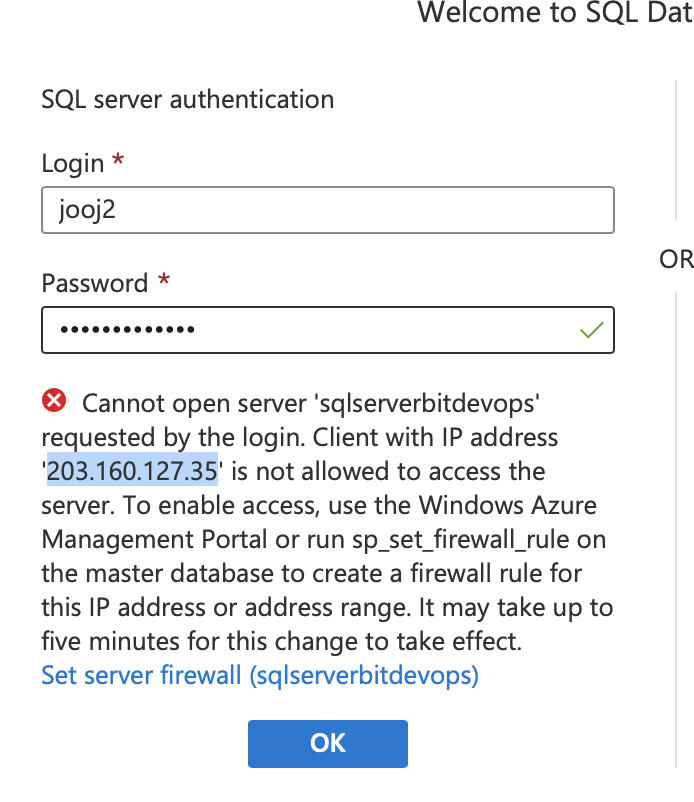 Welcome to SQL Dat
SQL server authentication
Login *
jooj2
Password *
•••••••••••••
OR
Cannot open server 'sqlserverbitdevops'
requested by the login. Client with IP address
'203.160.127.35' is not allowed to access the
server. To enable access, use the Windows Azure
Management Portal or run sp_set_firewall_rule on
the master database to create a firewall rule for
this IP address or address range. It may take up to
five minutes for this change to take effect.
Set server firewall (sqlserverbitdevops)
OK